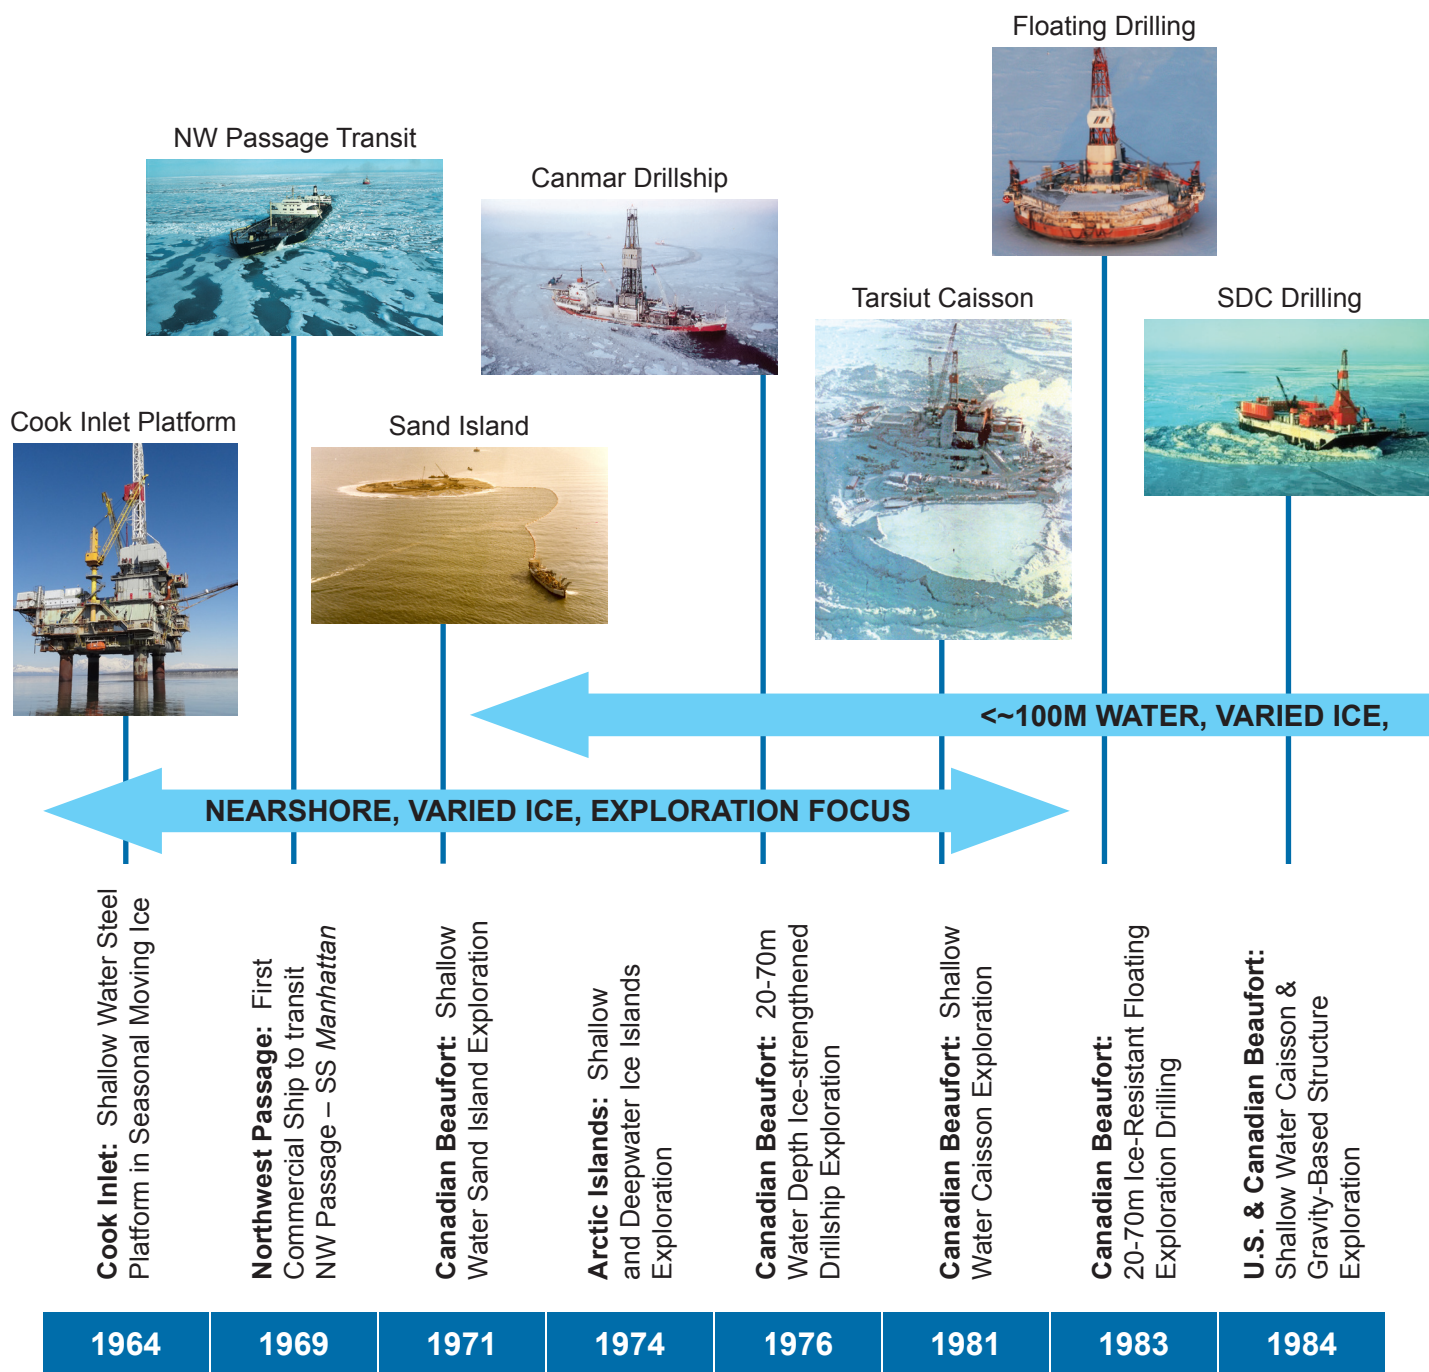 Floating Drilling
NW Passage Transit
Canmar Drillship
Tarsiut Caisson
SDC Drilling
Cook Inlet Platform
Sand Island
<~100M WATER, VARIED ICE,
NEARSHORE, VARIED ICE, EXPLORATION FOCUS
Cook Inlet: Shallow Water Steel
Platform in Seasonal Moving Ice
Northwest Passage: First
Commercial Ship to transit
NW Passage – SS Manhattan
Canadian Beaufort: Shallow
Water Sand Island Exploration
Arctic Islands: Shallow
and Deepwater Ice Islands
Exploration
Canadian Beaufort: 20-70m
Water Depth Ice-strengthened
Drillship Exploration
Canadian Beaufort: Shallow
Water Caisson Exploration
Canadian Beaufort:
20-70m Ice-Resistant Floating
Exploration Drilling
U.S. & Canadian Beaufort:
Shallow Water Caisson &
Gravity-Based Structure
Exploration
1964 1969 1971 1974 1976 1981 1983 1984